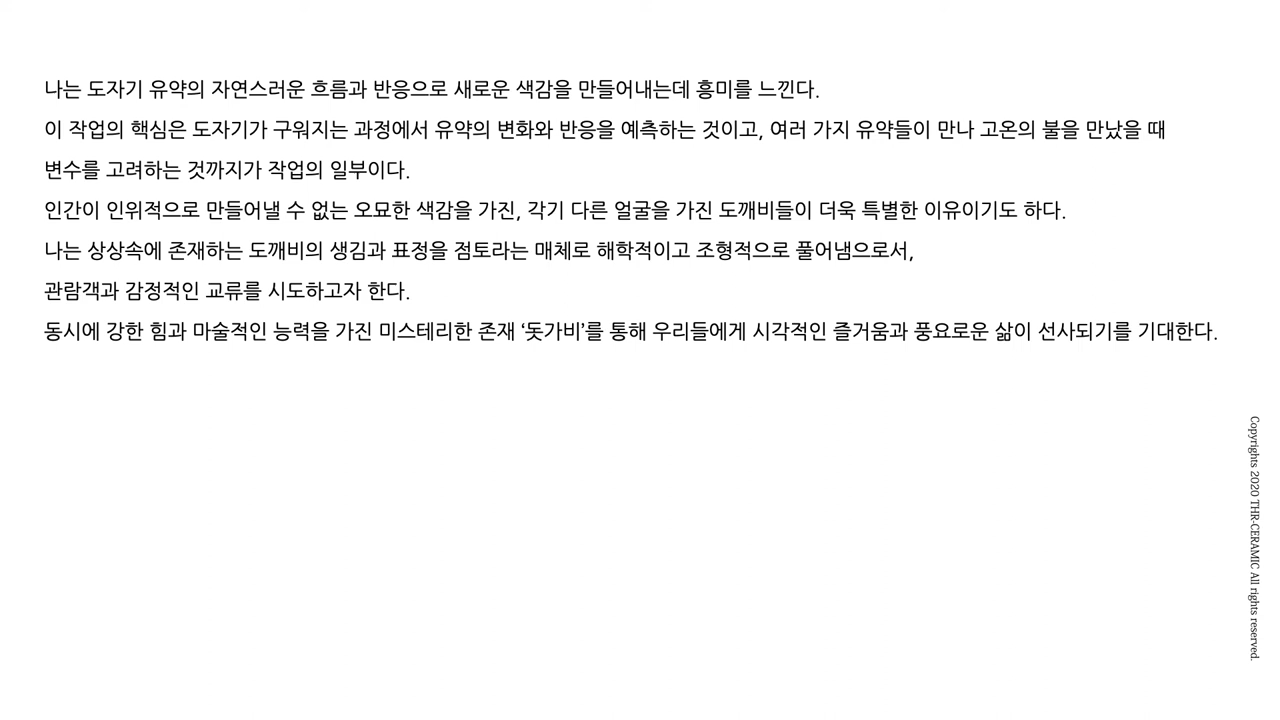 나는 도자기 유약의 자연스러운 흐름과 반응으로 새로운 색감을 만들어내는데 흥미를 느낀다.
이 작업의 핵심은 도자기가 구워지는 과정에서 유약의 변화와 반응을 예측하는 것이고, 여러 가지 유약들이 만나 고온의 불을 만났을 때
변수를 고려하는 것까지가 작업의 일부이다.
인간이 인위적으로 만들어낼 수 없는 오묘한 색감을 가진, 각기 다른 얼굴을 가진 도깨비들이 더욱 특별한 이유이기도 하다.
나는 상상속에 존재하는 도깨비의 생김과 표정을 점토라는 매체로 해학적이고 조형적으로 풀어냄으로서,
관람객과 감정적인 교류를 시도하고자 한다.
동시에 강한 힘과 마술적인 능력을 가진 미스테리한 존재 ‘돗가비’를 통해 우리들에게 시각적인 즐거움과 풍요로운 삶이 선사되기를 기대한다.
Copyrights 2020 THR-CERAMIC All rights reserved.